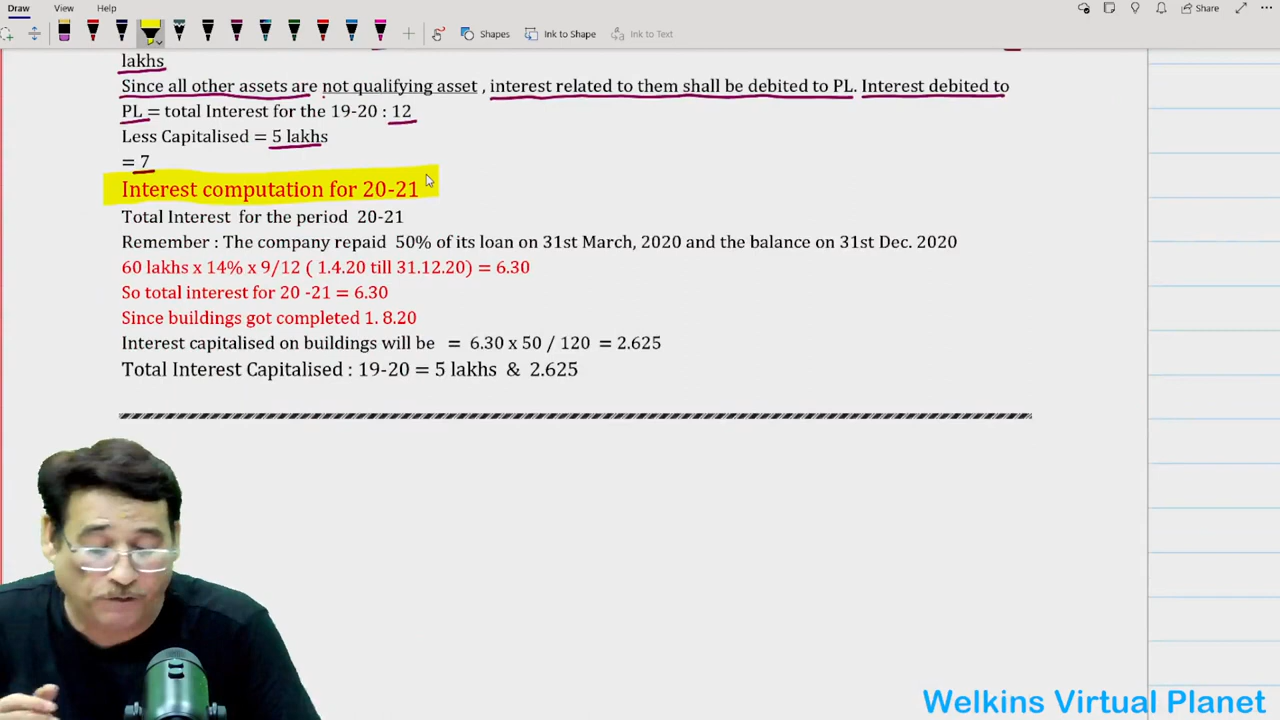 Draw View Help
Shapes Ink to Shape Ink to Text Share
lakhs
Since all other assets are not qualifying asset , interest related to them shall be debited to PL. Interest debited to
PL = total Interest for the 19-20 : 12
Less Capitalised = 5 lakhs
= 7
Interest computation for 20-21
Total Interest for the period 20-21
Remember : The company repaid 50% of its loan on 31st March, 2020 and the balance on 31st Dec. 2020
60 lakhs x 14% x 9/12 ( 1.4.20 till 31.12.20) = 6.30
So total interest for 20 -21 = 6.30
Since buildings got completed 1. 8.20
Interest capitalised on buildings will be = 6.30 x 50 / 120 = 2.625
Total Interest Capitalised : 19-20 = 5 lakhs & 2.625
Welkins Virtual Planet